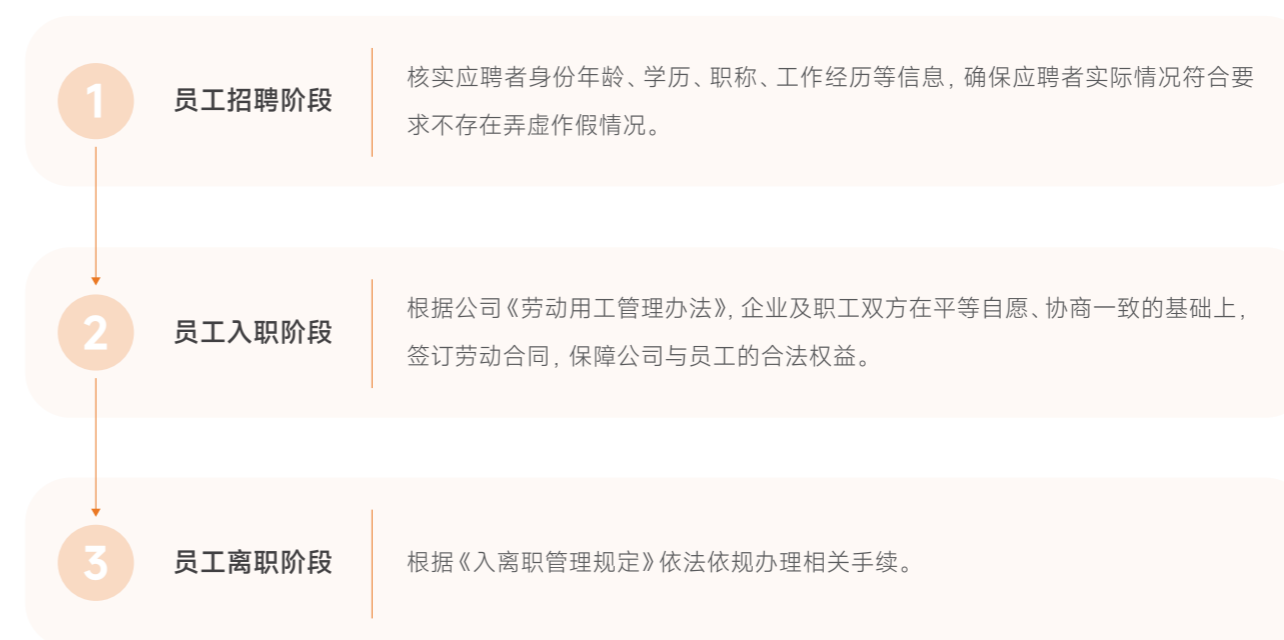 1
员工招聘阶段
核实应聘者身份年龄、学历、职称、工作经历等信息,确保应聘者实际情况符合要
求不存在弄虚作假情况。
2
员工入职阶段
根据公司《劳动用工管理办法》,企业及职工双方在平等自愿、协商一致的基础上,
签订劳动合同,保障公司与员工的合法权益。
3
员工离职阶段
根据《入离职管理规定》依法依规办理相关手续。